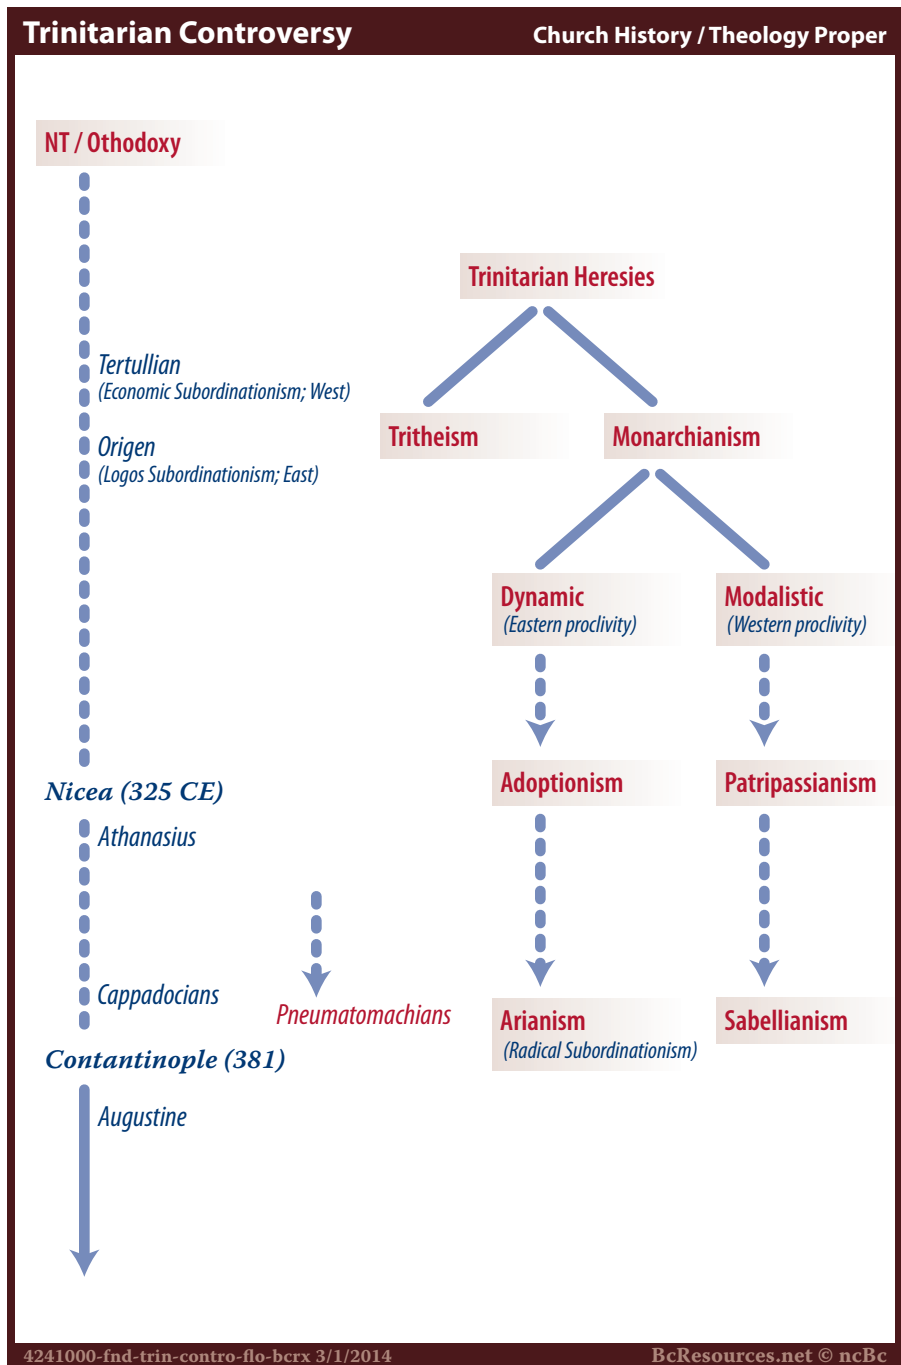 Trinitarian Controversy
Church History / Theology Proper
NT / Othodoxy
Trinitarian Heresies
Tertullian
(Economic Subordinationism; West)
Origen
(Logos Subordinationism; East)
Tritheism
Monarchianism
Dynamic
(Eastern proclivity)
Modalistic
(Western proclivity)
Nicea (325 CE)
Adoptionism
Patripassianism
Athanasius
Cappadocians
Pneumatomachians
Arianism
(Radical Subordinationism)
Sabellianism
Contantinople (381)
Augustine
4241000-fnd-trin-contro-flo-bcrx 3/1/2014
BcResources.net © ncBc